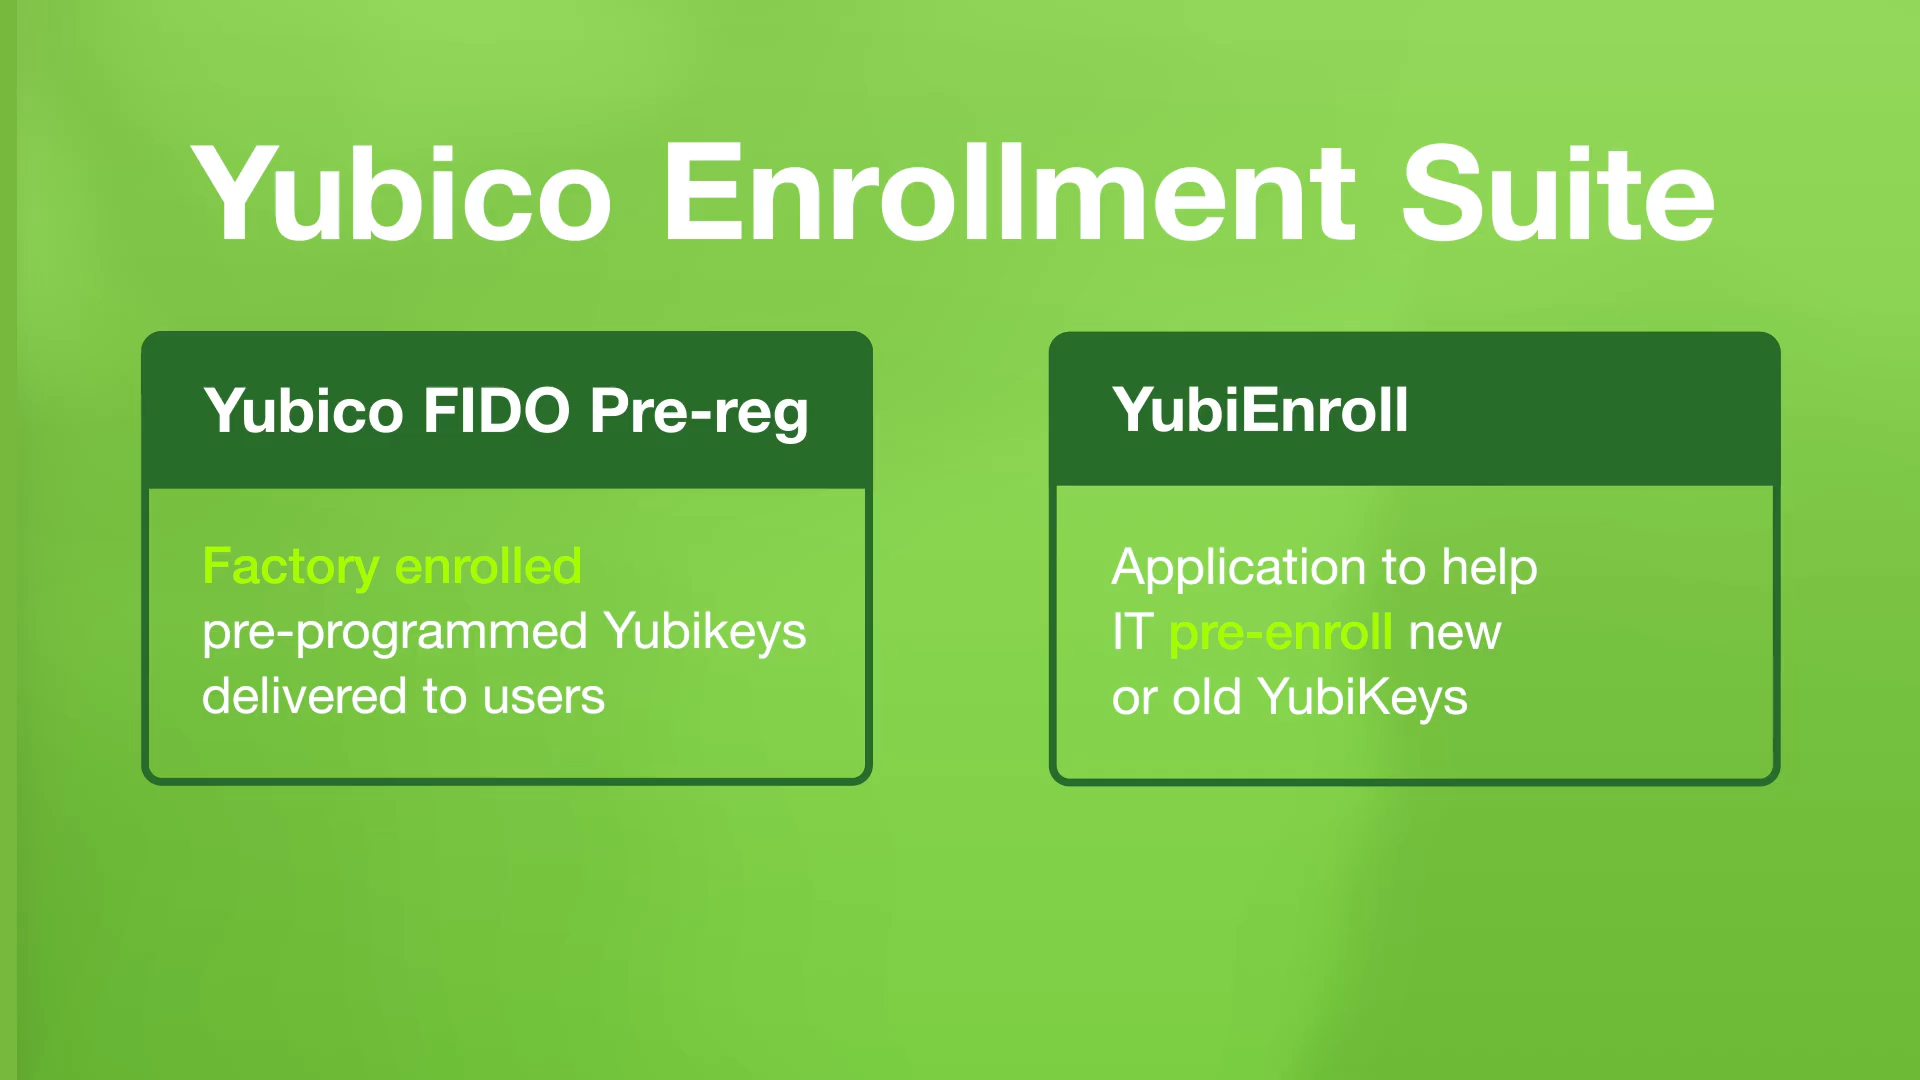 Yubico Enrollment Suite
Yubico FIDO Pre-reg
Factory enrolled
pre-programmed Yubikeys
delivered to users
YubiEnroll
Application to help
IT pre-enroll new
or old YubiKeys